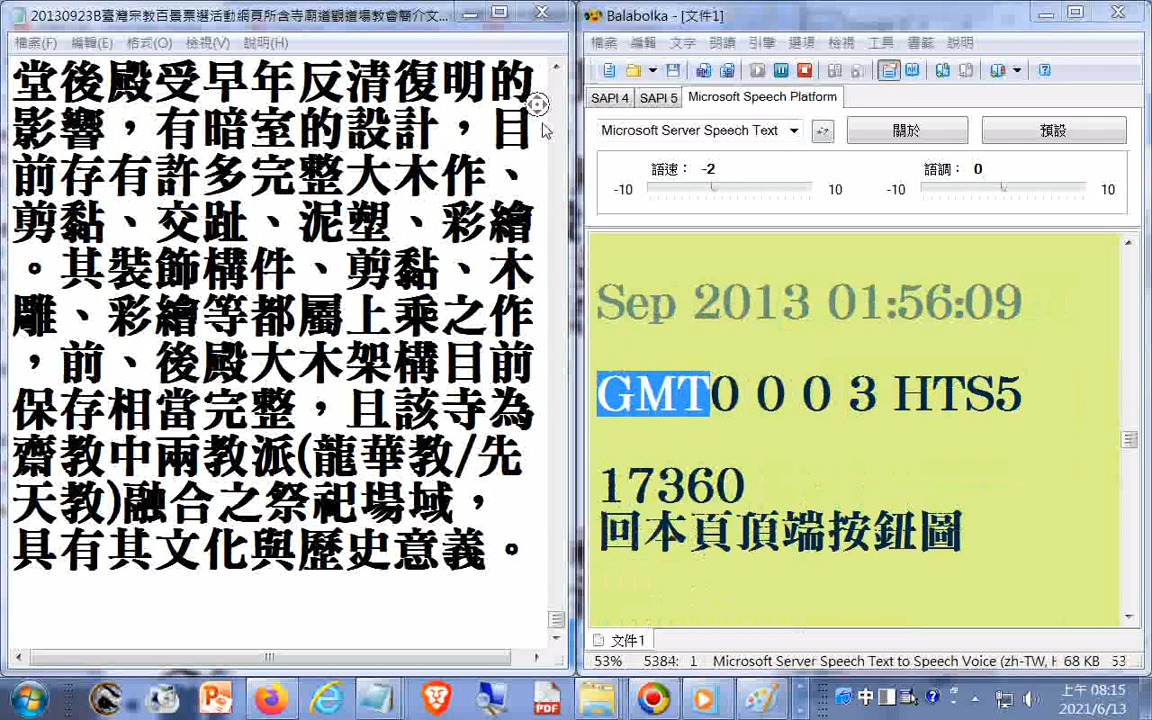 20130923B臺灣宗教百景票選活動網頁所含寺廟道觀道場教會簡介文...
檔案(F) 編輯(E) 格式(O) 檢視(V) 說明(H)
堂後殿受早年反清復明的
影響，有暗室的設計，目
前存有許多完整大木作、
剪黏、交趾、泥塑、彩繪
。其裝飾構件、剪黏、木
雕、彩繪等都屬上乘之作
，前、後殿大木架構目前
保存相當完整，且該寺為
齋教中兩教派(龍華教/先
天教)融合之祭祀場域，
具有其文化與歷史意義。
Balabolka - [文件1]
檔案 編輯 文字 朗讀 引擎 選項 檢視 工具 書籤 說明
SAPI 4 SAPI 5 Microsoft Speech Platform
Microsoft Server Speech Text 關於 預設
語速： -2 語調： 0
-10 10 -10 10
Sep 2013 01:56:09
GMT0 0 0 3 HTS5
17360
回本頁頂端按鈕圖
文件1
53% 5384: 1 Microsoft Server Speech Text to Speech Voice (zh-TW, H 68 KB 53
中
上午 08:15
2021/6/13
PDF